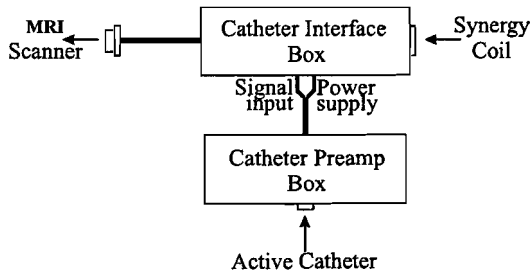 MRI
Scanner
Catheter Interface
Box
Synergy
Coil
Signal
input
Power
supply
Catheter Preamp
Box
Active Catheter